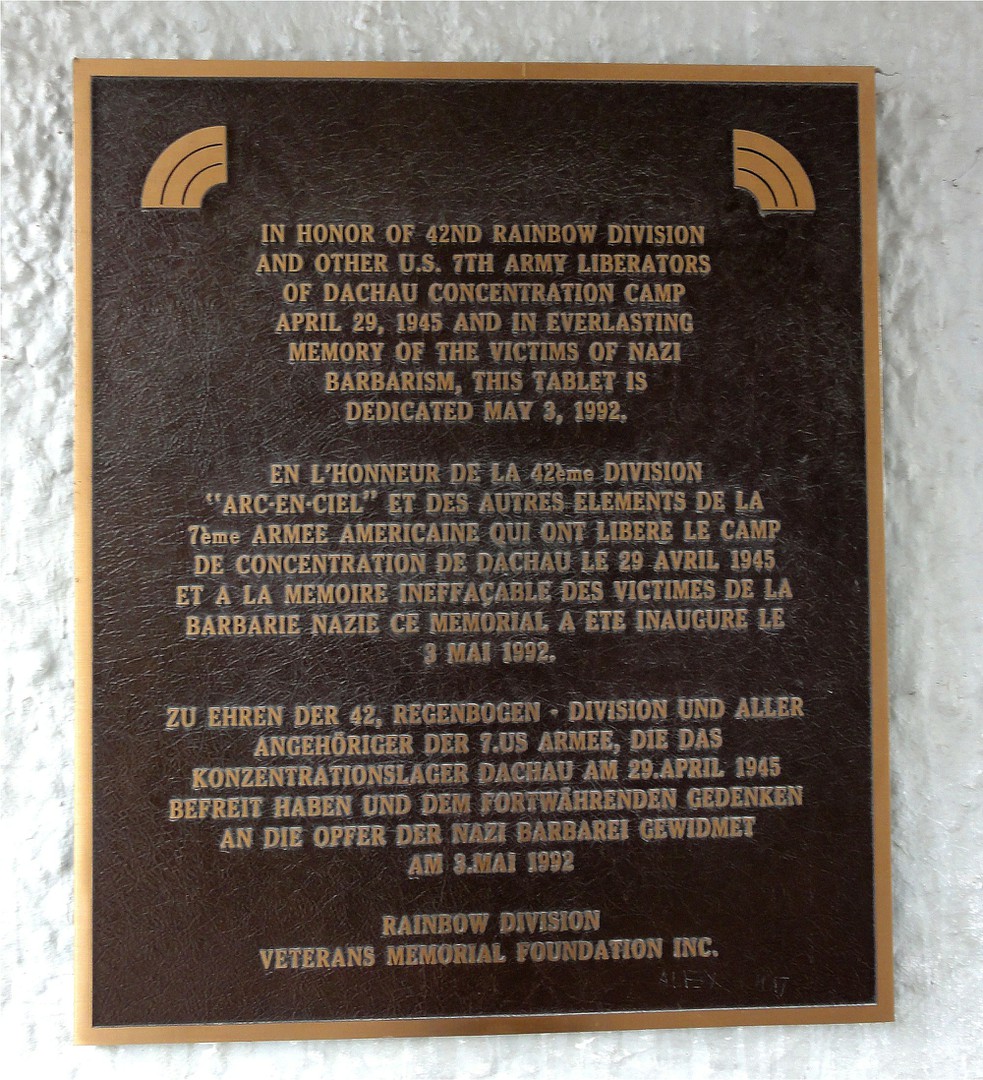 IN HONOR OF 42ND RAINBOW DIVISION
AND OTHER U.S. 7TH ARMY LIBERATORS
OF DACHAU CONCENTRATION CAMP
APRIL 29, 1945 AND IN EVERLASTING
MEMORY OF THE VICTIMS OF NAZI
BARBARISM, THIS TABLET IS
DEDICATED MAY 3, 1992.
EN L'HONNEUR DE LA 42ème DIVISION
"ARC-EN-CIEL" ET DES AUTRES ELEMENTS DE LA
7ème ARMEE AMERICAINE QUI ONT LIBERE LE CAMP
DE CONCENTRATION DE DACHAU LE 29 AVRIL 1945
ET A LA MEMOIRE INEFFAÇABLE DES VICTIMES DE LA
BARBARIE NAZIE CE MEMORIAL A ETE INAUGURE LE
3 MAI 1992.
ZU EHREN DER 42, REGENBOGEN - DIVISION UND ALLER
ANGEHÖRIGER DER 7.US ARMEE, DIE DAS
KONZENTRATIONSLAGER DACHAU AM 29.APRIL 1945
BEFREIT HABEN UND DEM FORTWÄHRENDEN GEDENKEN
AN DIE OPFER DER NAZI BARBAREI GEWIDMET
AM 3.MAI 1992
RAINBOW DIVISION
VETERANS MEMORIAL FOUNDATION INC.
ALEX